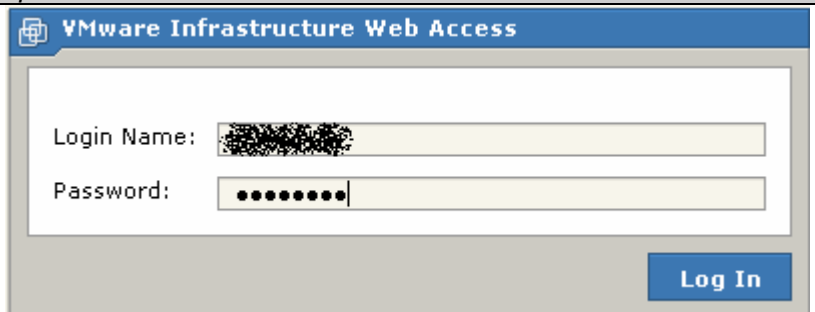 VMware Infrastructure Web Access
Login Name:
Password: ●●●●●●●●
Log In